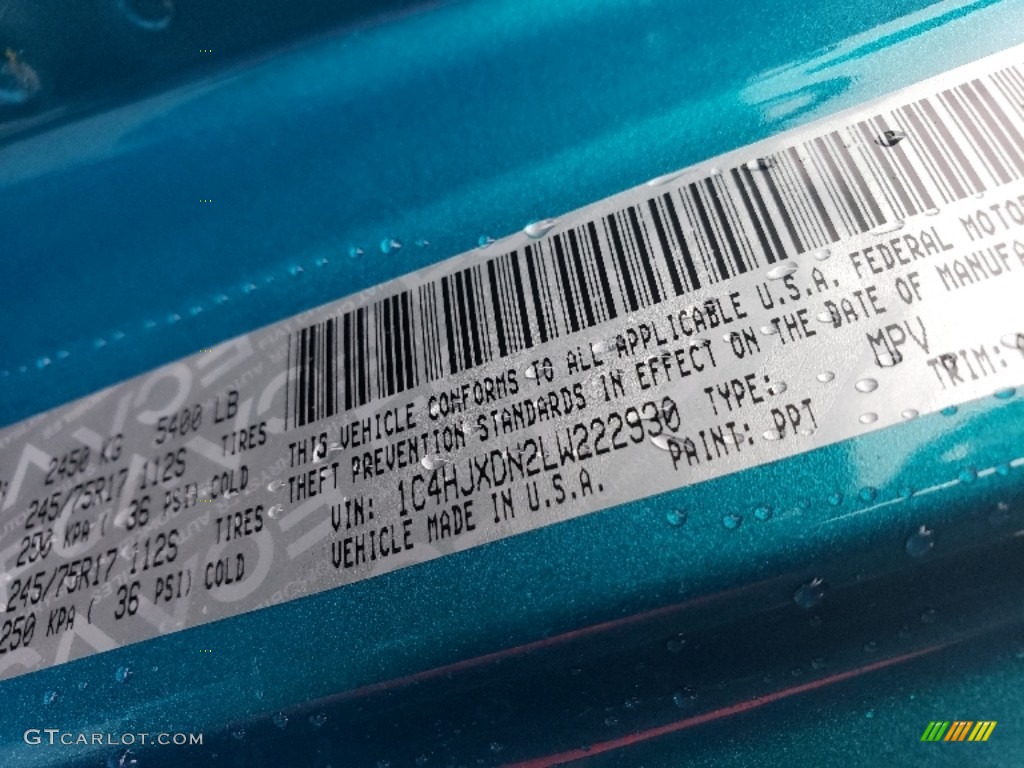 2450 KG 5400 LB
245/75R17 112S TIRES
250 KPA ( 36 PSI) COLD
245/75R17 112S TIRES
250 KPA ( 36 PSI) COLD
THIS VEHICLE CONFORMS TO ALL APPLICABLE U.S.A. FEDERAL MOTOR
THEFT PREVENTION STANDARDS IN EFFECT ON THE DATE OF MANUFA
VIN: 1C4HJXDN2LW222930 TYPE: MPV
VEHICLE MADE IN U.S.A. PAINT: PPT TRIM:
GTCARLOT.COM